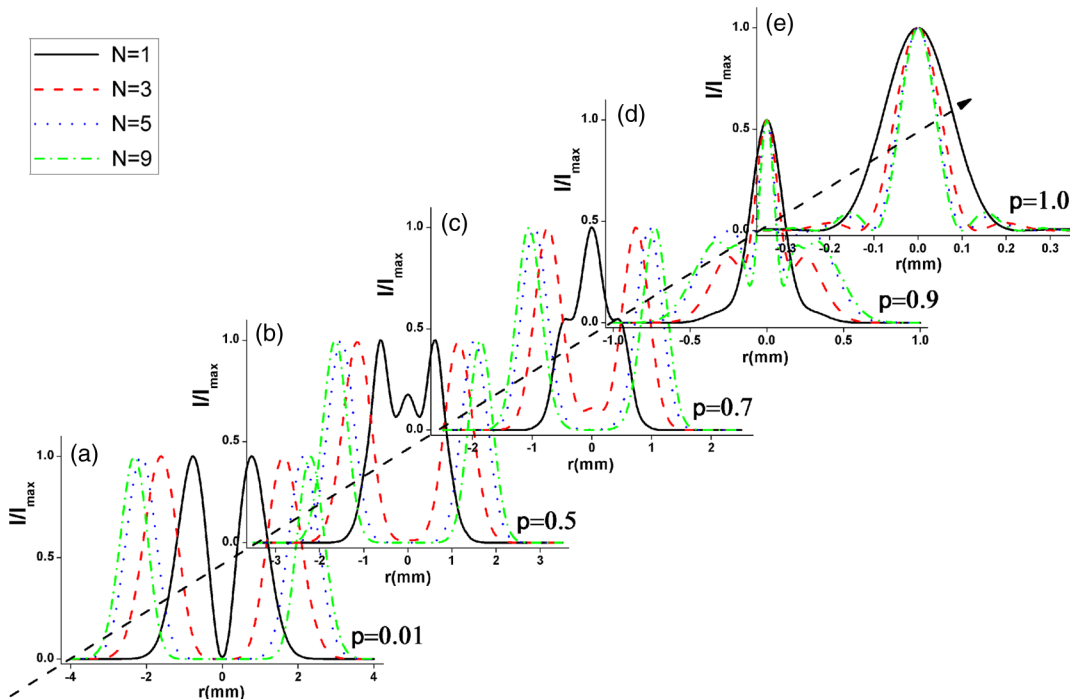 N=1
N=3
N=5
N=9
(e)
I/I_max
1.0
0.5
0.0
p=1.0
-0.3 -0.2 -0.1 0.0 0.1 0.2 0.3
r(mm)
(d)
I/I_max
1.0
0.5
0.0
p=0.9
-1.0 -0.5 0.0 0.5 1.0
r(mm)
(c)
I/I_max
1.0
0.5
0.0
p=0.7
-2 -1 0 1 2
r(mm)
(b)
I/I_max
1.0
0.5
0.0
p=0.5
-3 -2 -1 0 1 2 3
r(mm)
(a)
I/I_max
1.0
0.5
0.0
p=0.01
-4 -2 0 2 4
r(mm)